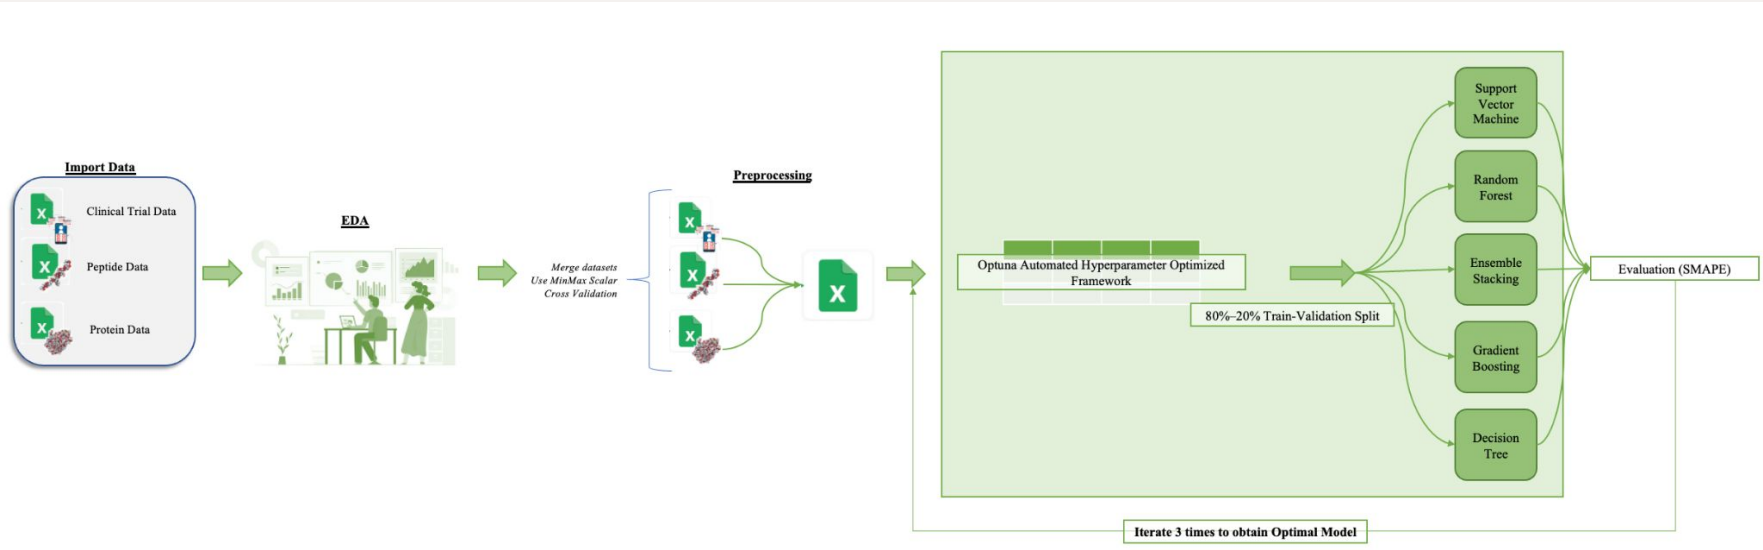 Import Data
Clinical Trial Data
Peptide Data
Protein Data
EDA
Preprocessing
Merge datasets
Use MinMax Scalar
Cross Validation
X
X
X
X
X
X
X
Optuna Automated Hyperparameter Optimized
Framework
80%–20% Train-Validation Split
Support
Vector
Machine
Random
Forest
Ensemble
Stacking
Gradient
Boosting
Decision
Tree
Evaluation (SMAPE)
Iterate 3 times to obtain Optimal Model